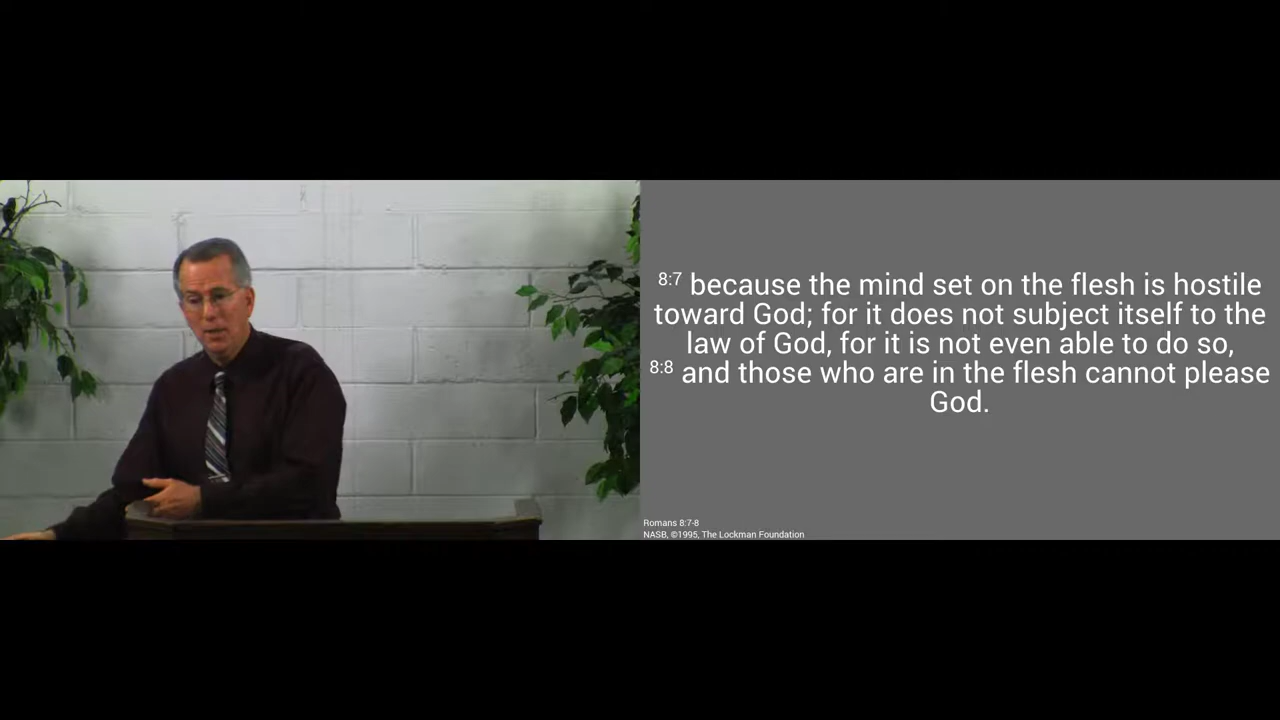 8:7 because the mind set on the flesh is hostile
toward God; for it does not subject itself to the
law of God, for it is not even able to do so,
8:8 and those who are in the flesh cannot please
God.
Romans 8:7-8
NASB, ©1995, The Lockman Foundation